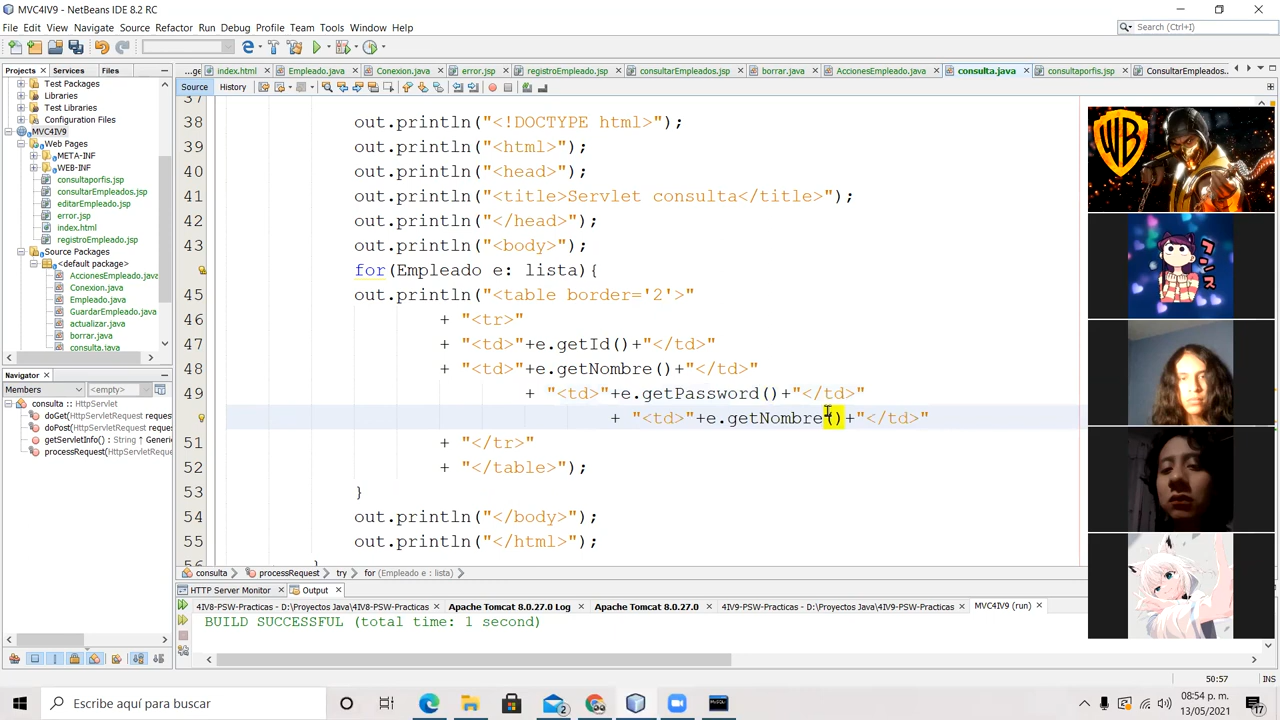 MVC4IV9 - NetBeans IDE 8.2 RC
File Edit View Navigate Source Refactor Run Debug Profile Team Tools Window Help
Search (Ctrl+I)
Projects Services Files
index.html Empleado.java Conexion.java error.jsp registroEmpleado.jsp consultarEmpleados.jsp borrar.java AccionesEmpleado.java consulta.java consultaporfis.jsp ConsultarEmpleados...
Source History
Test Packages
Libraries
Test Libraries
Configuration Files
MVC4IV9
Web Pages
META-INF
WEB-INF
consultaporfis.jsp
consultarEmpleados.jsp
editarEmpleado.jsp
error.jsp
index.html
registroEmpleado.jsp
Source Packages
<default package>
AccionesEmpleado.java
Conexion.java
Empleado.java
GuardarEmpleado.java
actualizar.java
borrar.java
consulta.java
Navigator
Members <empty>
consulta :: HttpServlet
doGet(HttpServletRequest reques
doPost(HttpServletRequest reques
getServletInfo() : String ↑ Generic
processRequest(HttpServletReque
37
38 out.println("<!DOCTYPE html>");
39 out.println("<html>");
40 out.println("<head>");
41 out.println("<title>Servlet consulta</title>");
42 out.println("</head>");
43 out.println("<body>");
for(Empleado e: lista){
45 out.println("<table border='2'>"
46 + "<tr>"
47 + "<td>"+e.getId()+"</td>"
48 + "<td>"+e.getNombre()+"</td>"
49 + "<td>"+e.getPassword()+"</td>"
+ "<td>"+e.getNombre()+"</td>"
51 + "</tr>"
52 + "</table>");
53 }
54 out.println("</body>");
55 out.println("</html>");
56 }
consulta processRequest try for (Empleado e : lista)
HTTP Server Monitor Output
4IV8-PSW-Practicas - D:\Proyectos Java\4IV8-PSW-Practicas Apache Tomcat 8.0.27.0 Log Apache Tomcat 8.0.27.0 4IV9-PSW-Practicas - D:\Proyectos Java\4IV9-PSW-Practicas MVC4IV9 (run)
BUILD SUCCESSFUL (total time: 1 second)
WB
クンス
50:57
Escribe aquí para buscar
2
08:54 p. m.
13/05/2021
17